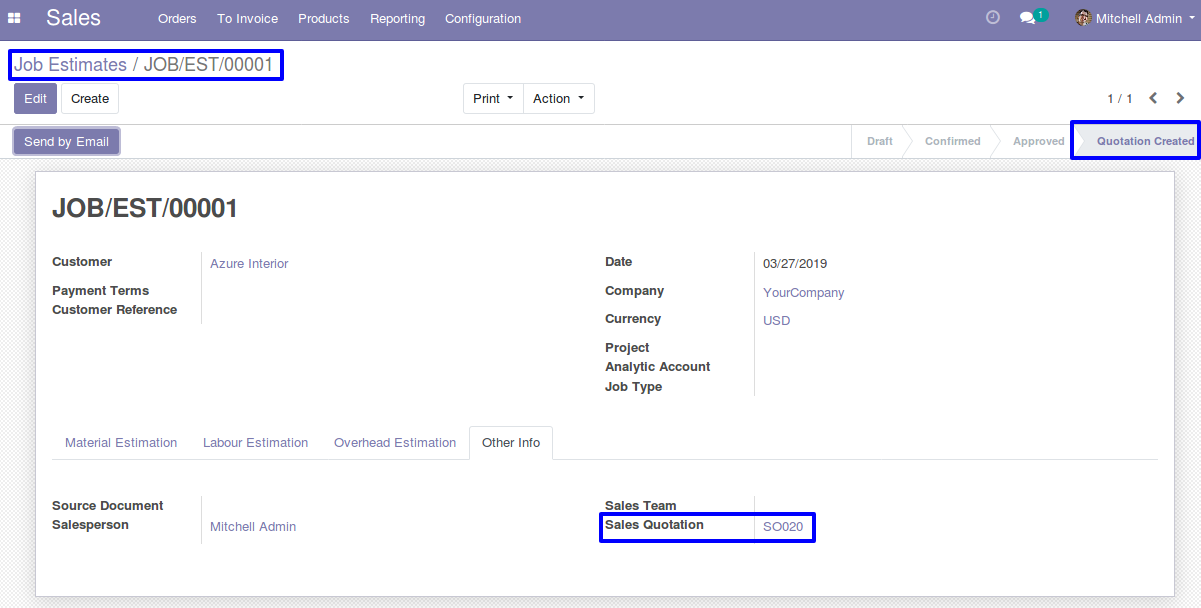 Sales Orders To Invoice Products Reporting Configuration 1 Mitchell Admin
Job Estimates / JOB/EST/00001
Edit Create Print Action 1 / 1
Send by Email Draft Confirmed Approved Quotation Created
JOB/EST/00001
Customer Azure Interior Date 03/27/2019
Payment Terms Company YourCompany
Customer Reference Currency USD
Project
Analytic Account
Job Type
Material Estimation Labour Estimation Overhead Estimation Other Info
Source Document Sales Team
Salesperson Mitchell Admin Sales Quotation SO020